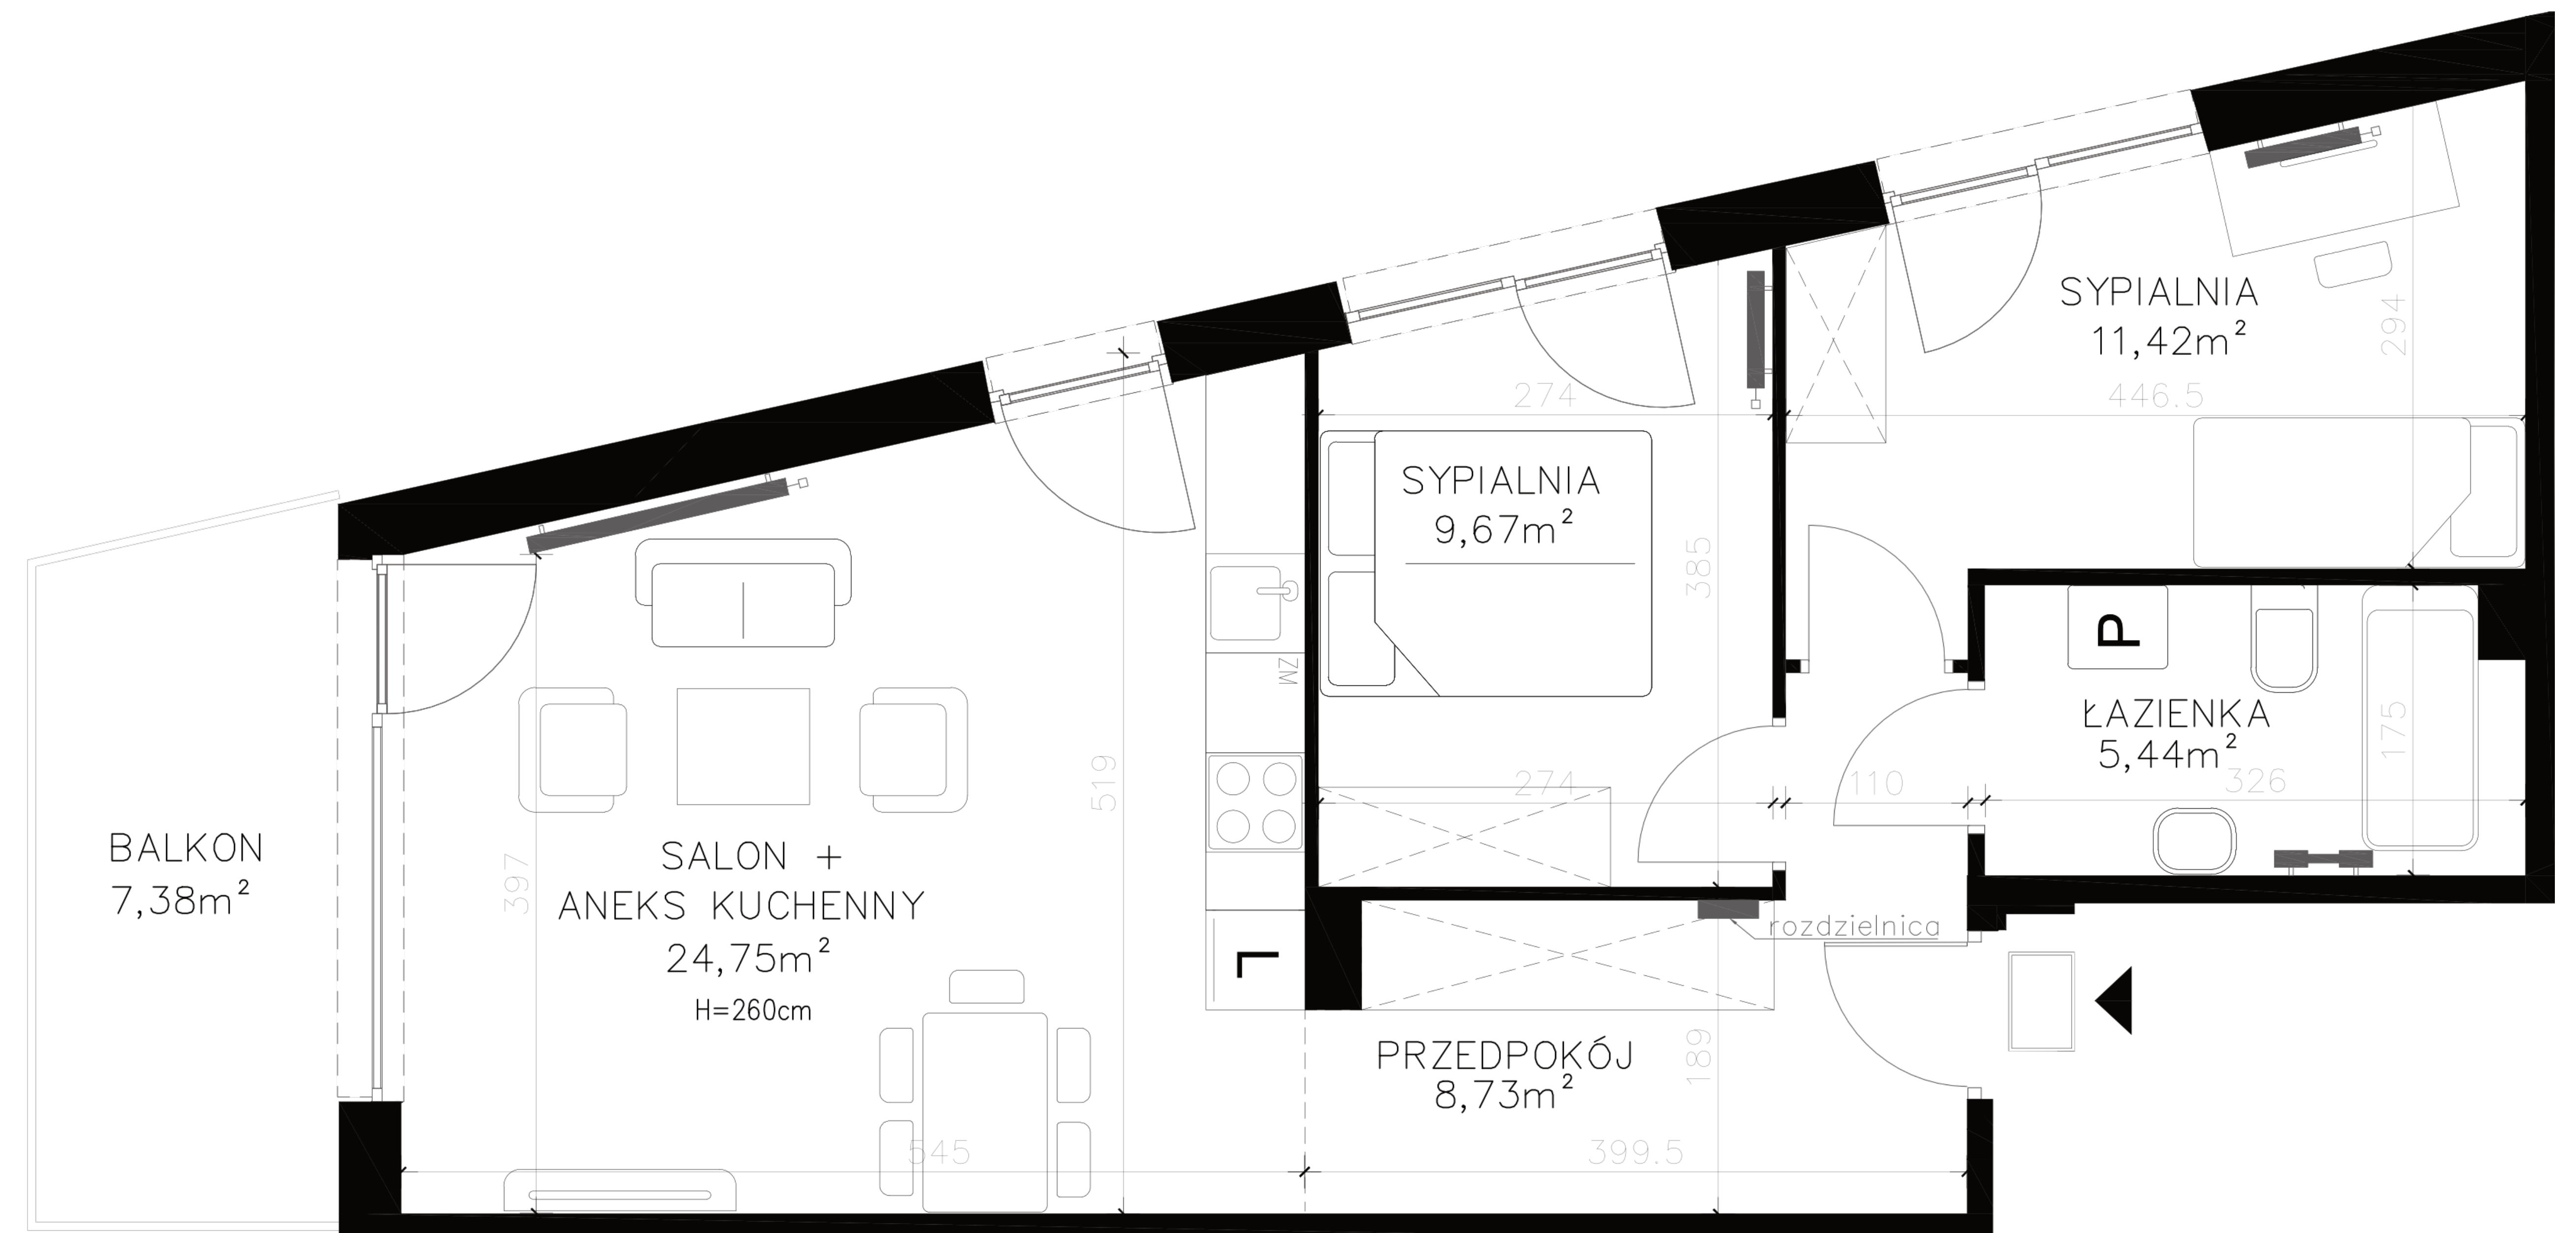 SYPIALNIA
11,42m²
294
446.5
274
SYPIALNIA
9,67m²
385
ZM
P
ŁAZIENKA
5,44m²
175
326
274
110
519
BALKON
7,38m²
397
SALON +
ANEKS KUCHENNY
24,75m²
H=260cm
L
rozdzielnica
PRZEDPOKÓJ
8,73m²
189
545
399.5